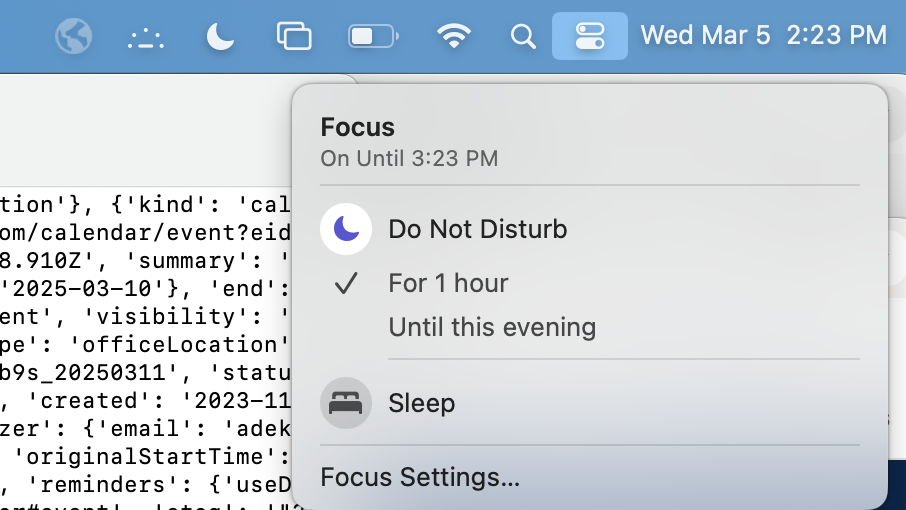 Wed Mar 5 2:23 PM
Focus
On Until 3:23 PM
Do Not Disturb
For 1 hour
Until this evening
Sleep
Focus Settings...
tion'}, {'kind': 'cal
om/calendar/event?eid
8.910Z', 'summary': '
'2025-03-10'}, 'end':
ent', 'visibility': '
pe': 'officeLocation'
b9s_20250311', 'statu
, 'created': '2023-11
zer': {'email': 'adek
'originalStartTime':
, 'reminders': {'useD